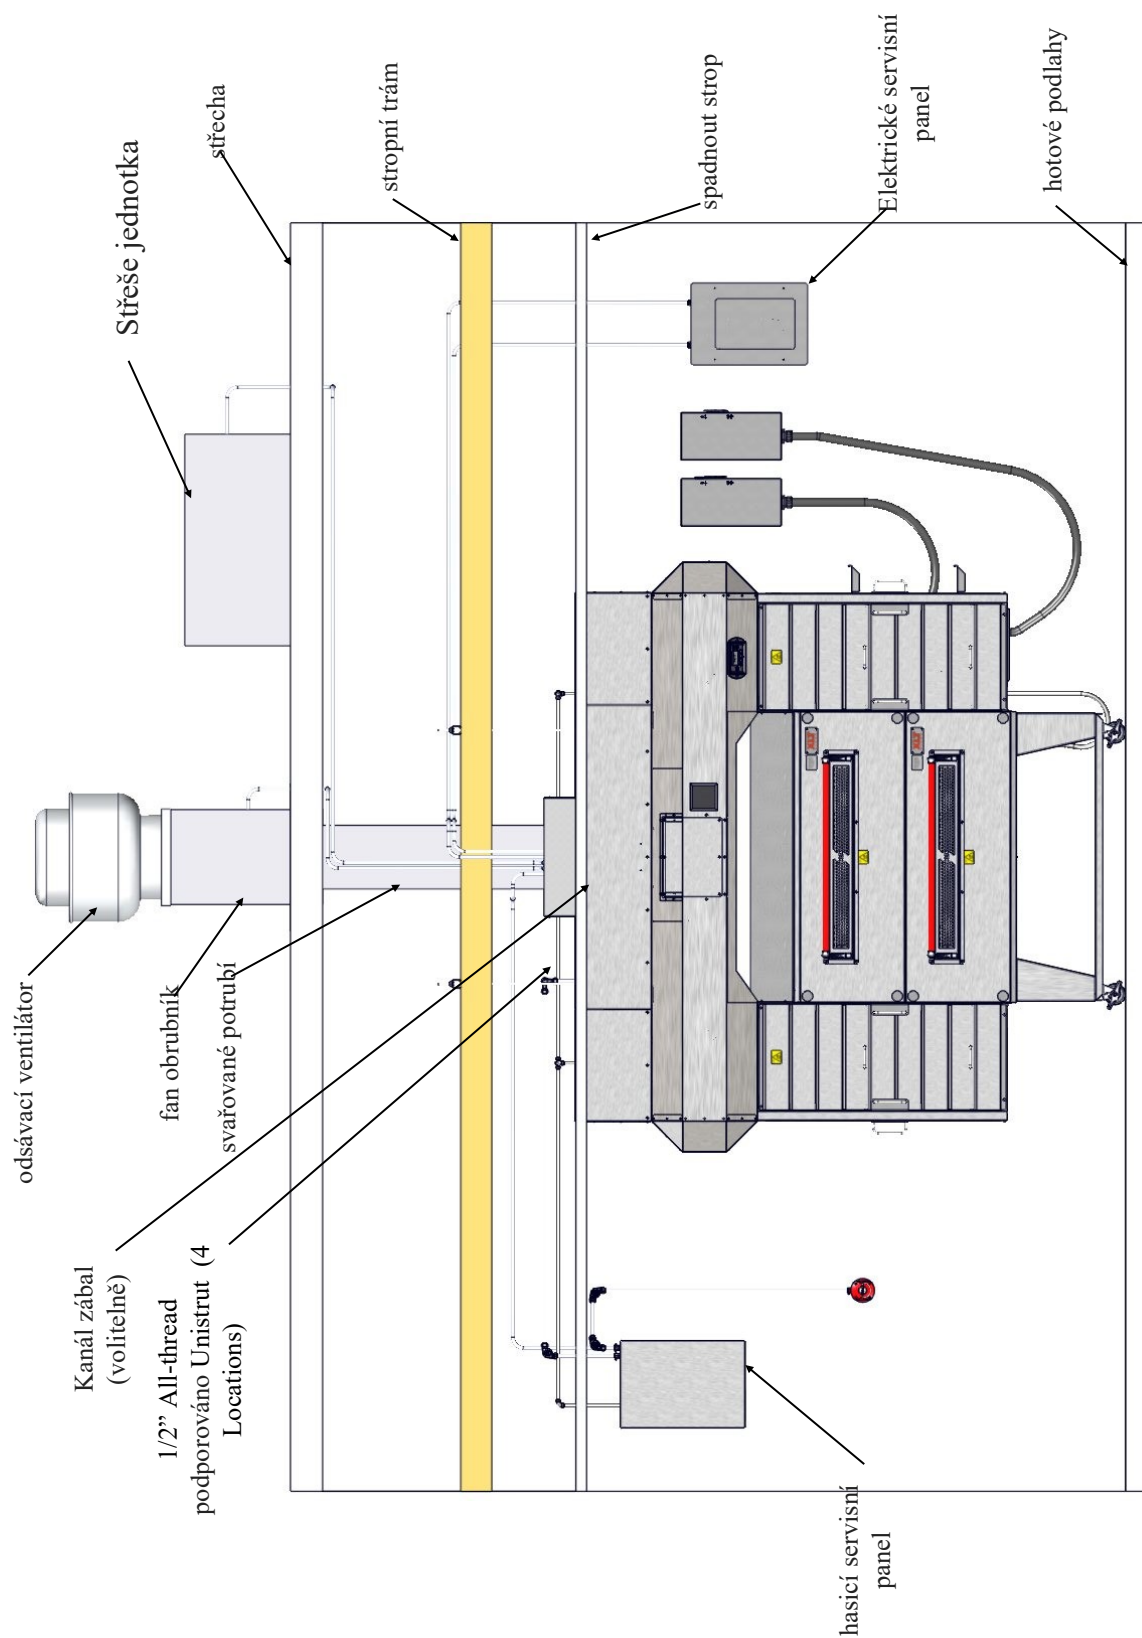 odsávací ventilátor
fan obrubník
svařované potrubí
Kanál zábal
(volitelně)
1/2” All-thread
podporováno Unistrut (4
Locations)
hasicí servisní
panel
Střeše jednotka
střecha
stropní trám
spadnout strop
Elektrické servisní
panel
hotové podlahy